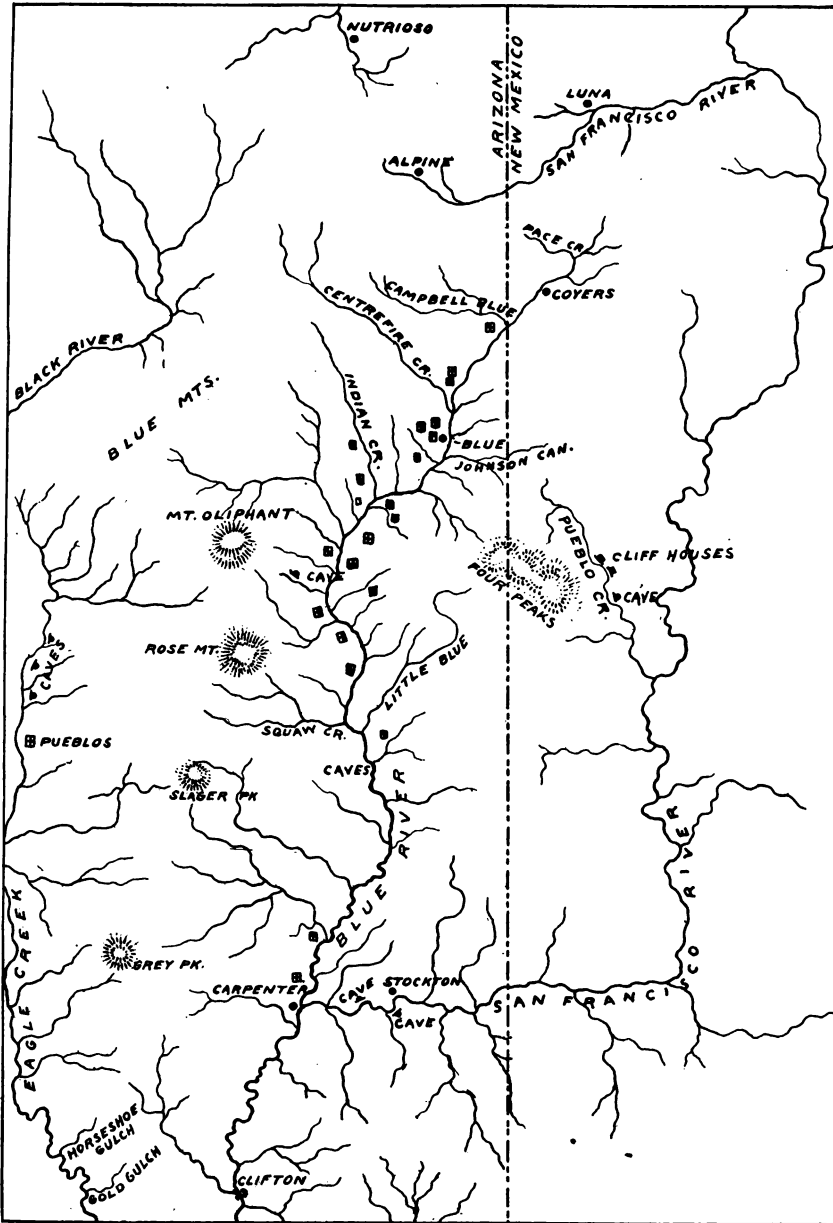 NUTRIOSO
ARIZONA
NEW MEXICO
LUNA
SAN FRANCISCO RIVER
ALPINE
PACE CR.
CAMPBELL BLUE
COYERS
CENTREFIRE CR.
BLACK RIVER
BLUE MTS.
INDIAN CR.
BLUE
JOHNSON CAN.
MT. OLIPHANT
PUEBLO CR.
CLIFF HOUSES
CAVE
FOUR PEAKS
CAVE
ROSE MT.
CAVES
LITTLE BLUE
SQUAW CR.
PUEBLOS
CAVES
SLAGER PK
BLUE RIVER
SAN FRANCISCO RIVER
EAGLE CREEK
GREY PK.
CARPENTER
CAVE
STOCKTON
CAVE
HORSESHOE
GULCH
GOLD GULCH
CLIFTON